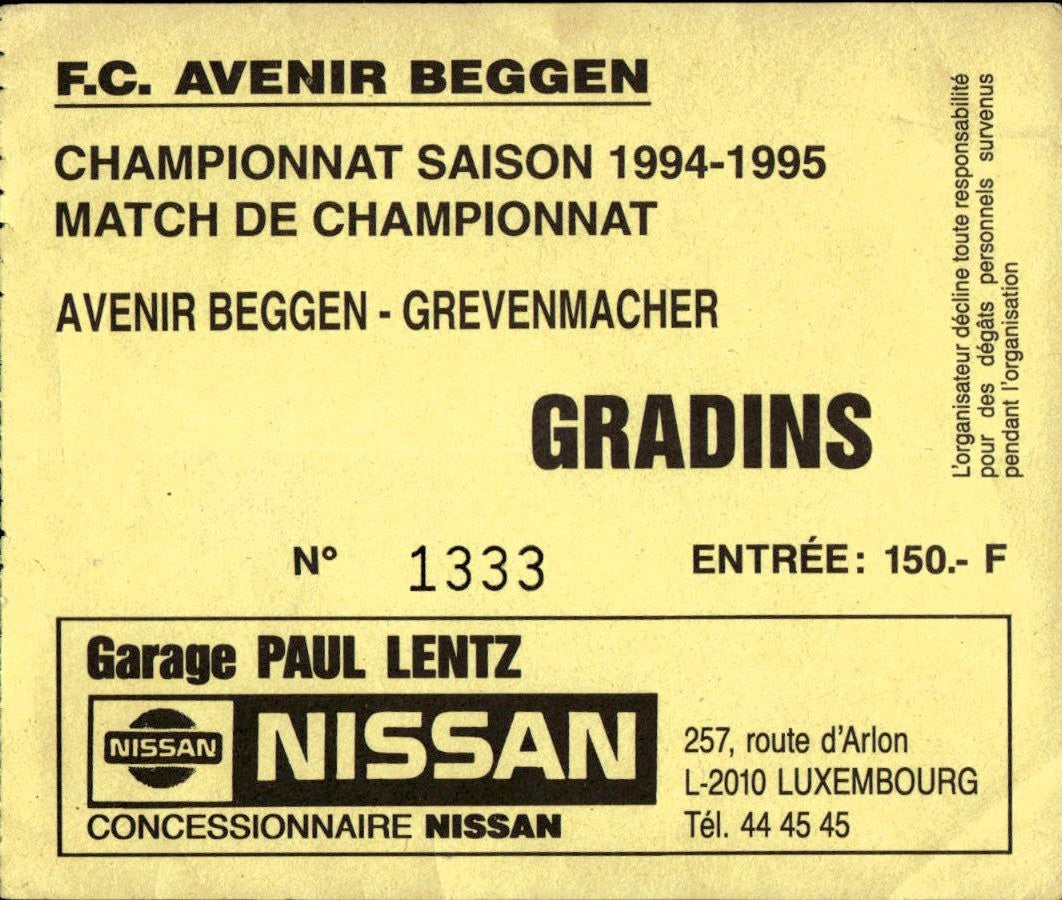 F.C. AVENIR BEGGEN
CHAMPIONNAT SAISON 1994-1995
MATCH DE CHAMPIONNAT
AVENIR BEGGEN - GREVENMACHER
GRADINS
L'organisateur décline toute responsabilité
pour des dégâts personnels survenus
pendant l'organisation
N° 1333 ENTRÉE: 150.- F
Garage PAUL LENTZ
NISSAN NISSAN
CONCESSIONNAIRE NISSAN
257, route d'Arlon
L-2010 LUXEMBOURG
Tél. 44 45 45